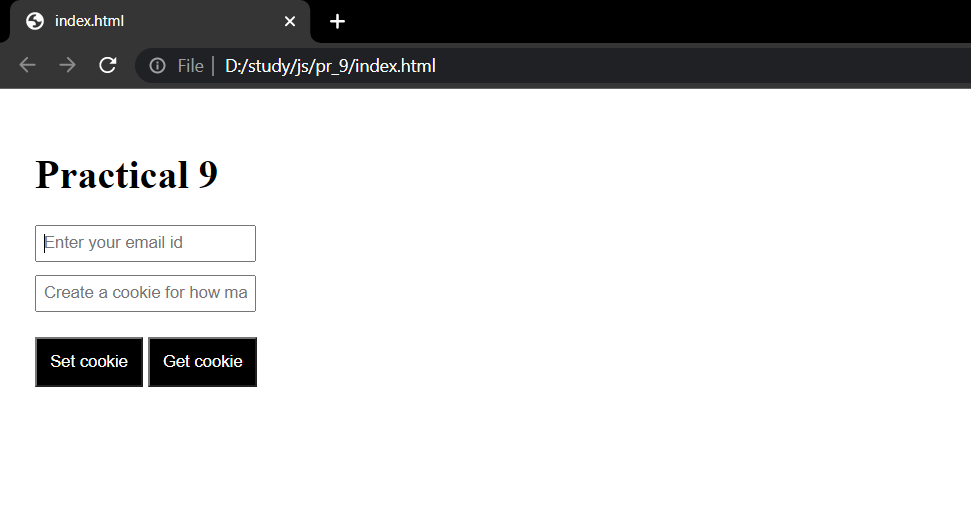 index.html
File | D:/study/js/pr_9/index.html
Practical 9
Enter your email id
Create a cookie for how ma
Set cookie Get cookie